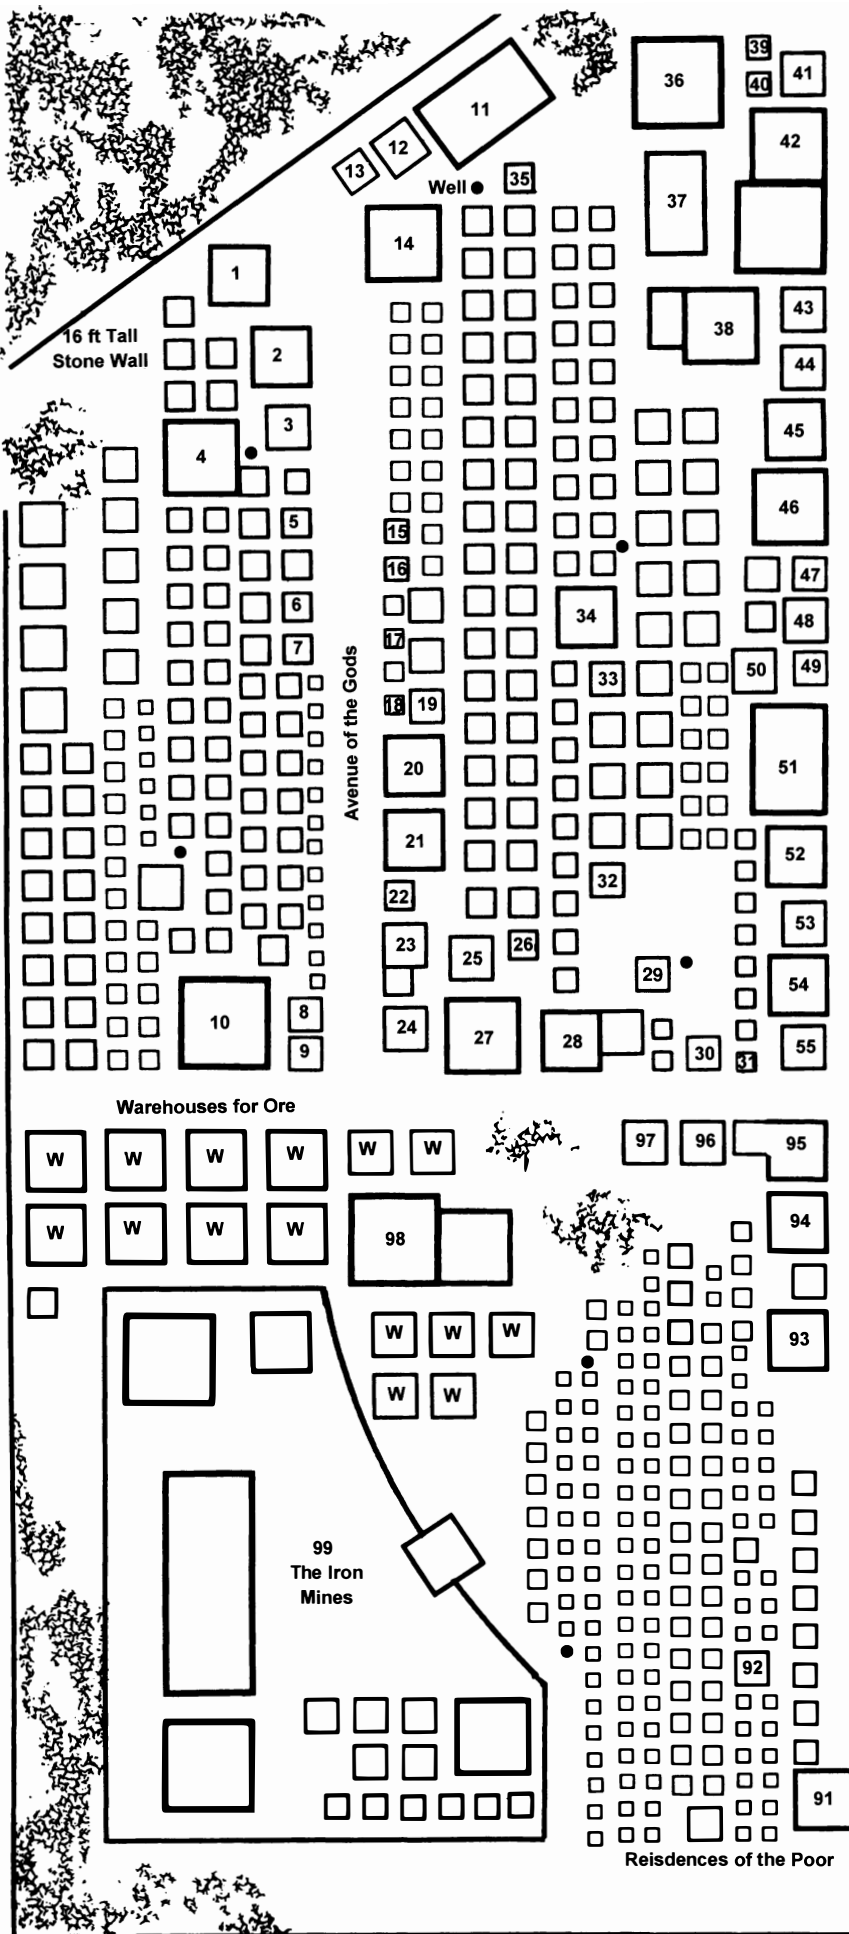 39
36
40
41
11
42
12
13
Well
35
37
14
1
43
16 ft Tall
Stone Wall
38
2
44
3
45
4
46
5
15
16
47
6
34
48
17
7
50
49
33
18
19
Avenue of the Gods
20
51
21
52
32
22
53
23
26
25
29
54
8
10
24
27
28
9
30
31
55
Warehouses for Ore
97
96
95
W
W
W
W
W
W
94
W
W
W
W
98
W
W
W
93
W
W
99
The Iron
Mines
92
91
Reisdences of the Poor